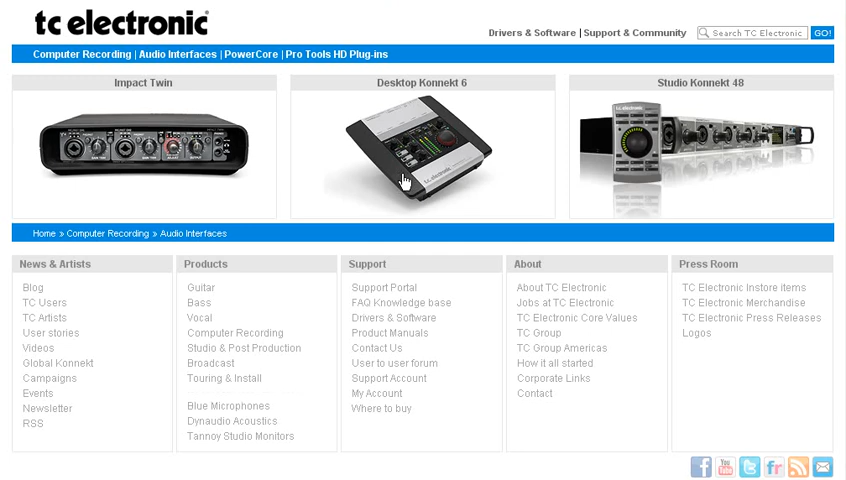 tc electronic
Drivers & Software | Support & Community
Search TC Electronic
GO!
Computer Recording | Audio Interfaces | PowerCore | Pro Tools HD Plug-ins
Impact Twin
Desktop Konnekt 6
Studio Konnekt 48
tc electronic
Home » Computer Recording » Audio Interfaces
News & Artists
Blog
TC Users
TC Artists
User stories
Videos
Global Konnekt
Campaigns
Events
Newsletter
RSS
Products
Guitar
Bass
Vocal
Computer Recording
Studio & Post Production
Broadcast
Touring & Install
Blue Microphones
Dynaudio Acoustics
Tannoy Studio Monitors
Support
Support Portal
FAQ Knowledge base
Drivers & Software
Product Manuals
Contact Us
User to user forum
Support Account
My Account
Where to buy
About
About TC Electronic
Jobs at TC Electronic
TC Electronic Core Values
TC Group
TC Group Americas
How it all started
Corporate Links
Contact
Press Room
TC Electronic Instore items
TC Electronic Merchandise
TC Electronic Press Releases
Logos
f
You Tube
t
fr